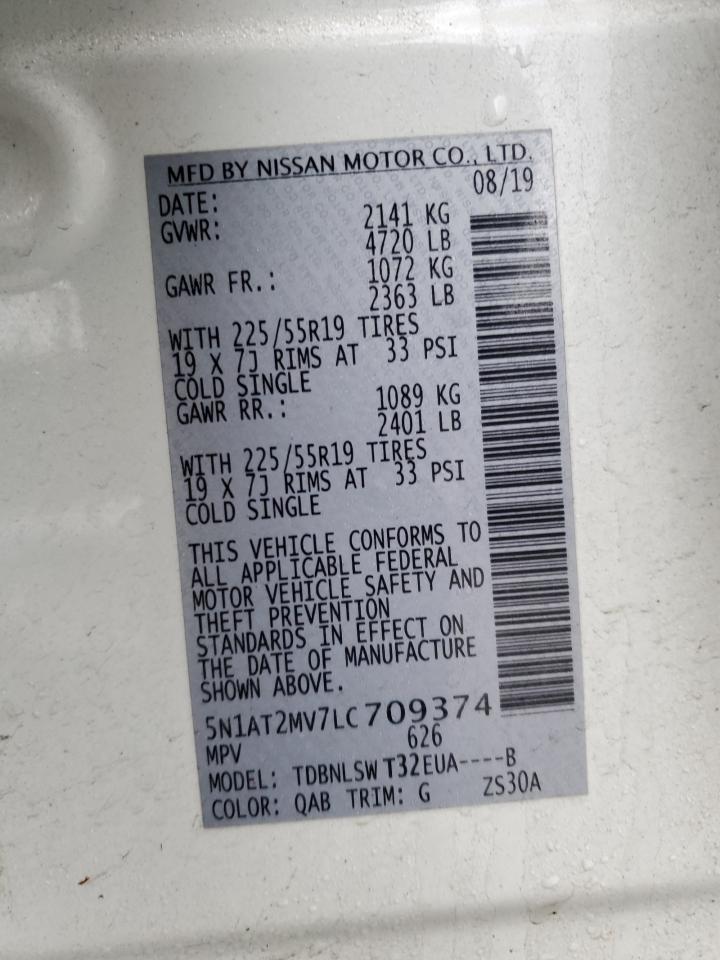 MFD BY NISSAN MOTOR CO., LTD.
DATE: 08/19
GVWR: 2141 KG
4720 LB
GAWR FR.: 1072 KG
2363 LB
WITH 225/55R19 TIRES
19 X 7J RIMS AT 33 PSI
COLD SINGLE
GAWR RR.: 1089 KG
2401 LB
WITH 225/55R19 TIRES
19 X 7J RIMS AT 33 PSI
COLD SINGLE
THIS VEHICLE CONFORMS TO
ALL APPLICABLE FEDERAL
MOTOR VEHICLE SAFETY AND
THEFT PREVENTION
STANDARDS IN EFFECT ON
THE DATE OF MANUFACTURE
SHOWN ABOVE.
5N1AT2MV7LC709374
MPV 626
MODEL: TDBNLSW T32EUA----B
COLOR: QAB TRIM: G ZS30A